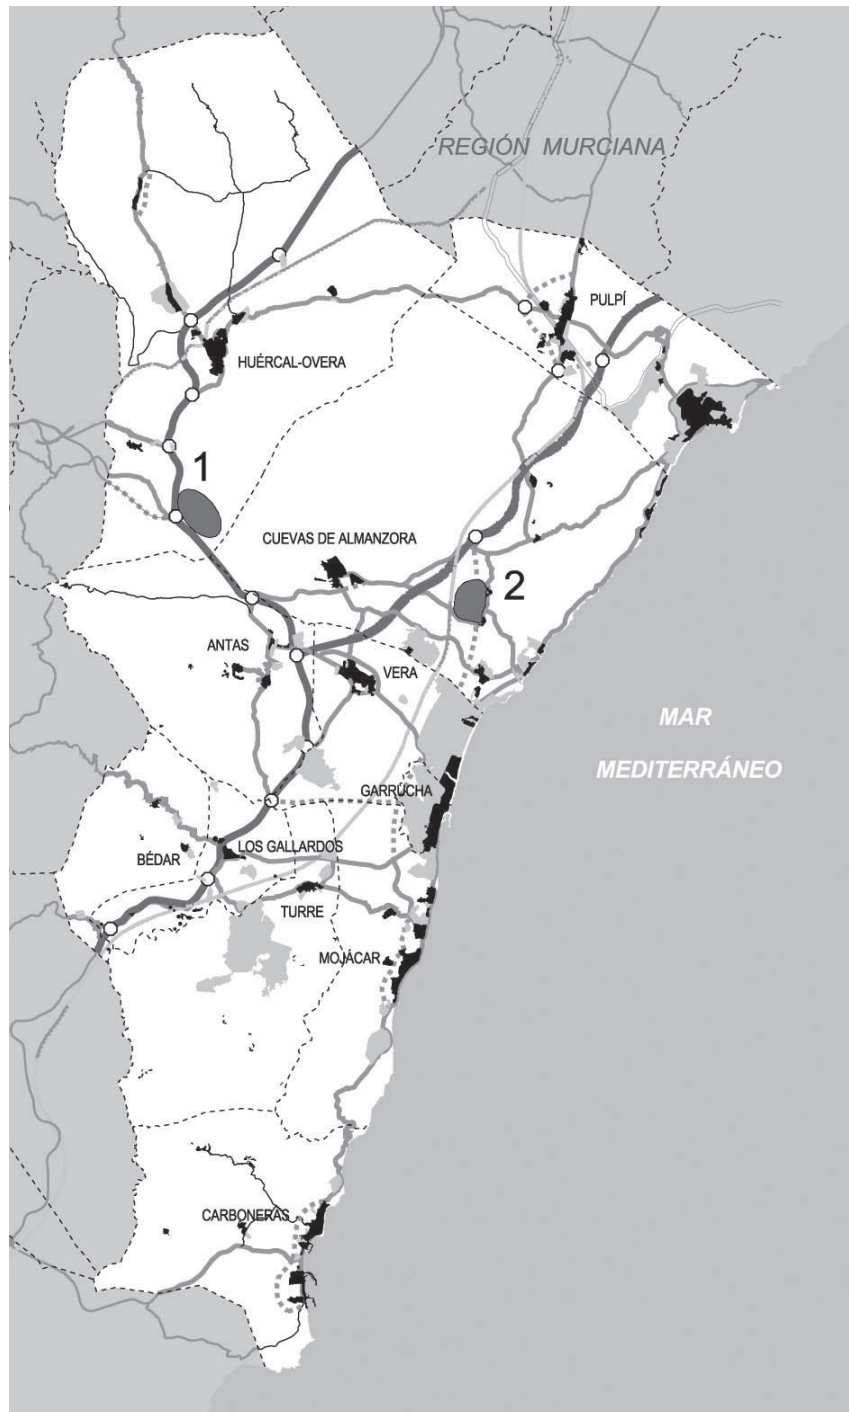 REGIÓN MURCIANA
PULPÍ
HUÉRCAL-OVERA
1
CUEVAS DE ALMANZORA
2
ANTAS
VERA
MAR
MEDITERRÁNEO
GARRÚCHA
LOS GALLARDOS
BÉDAR
TURRE
MOJÁCAR
CARBONERAS